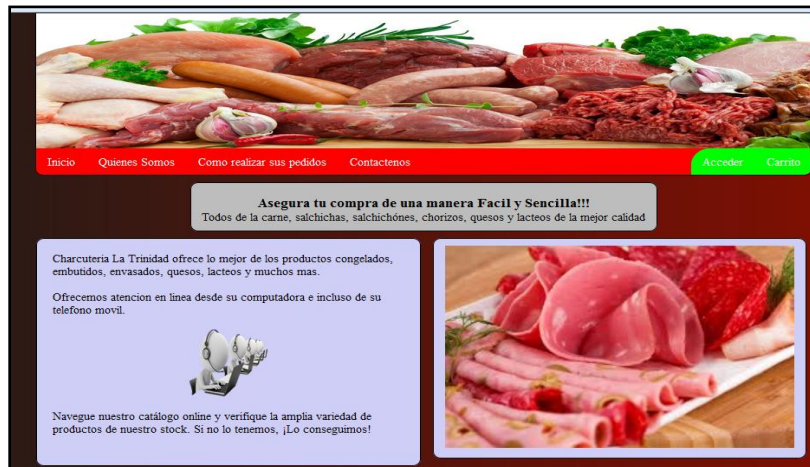 Inicio Quienes Somos Como realizar sus pedidos Contactenos Acceder Carrito
Asegura tu compra de una manera Facil y Sencilla!!!
Todos de la carne, salchichas, salchichónes, chorizos, quesos y lacteos de la mejor calidad
Charcuteria La Trinidad ofrece lo mejor de los productos congelados,
embutidos, envasados, quesos, lacteos y muchos mas.
Ofrecemos atencion en linea desde su computadora e incluso de su
telefono movil.
Navegue nuestro catálogo online y verifique la amplia variedad de
productos de nuestro stock. Si no lo tenemos, ¡Lo conseguimos!